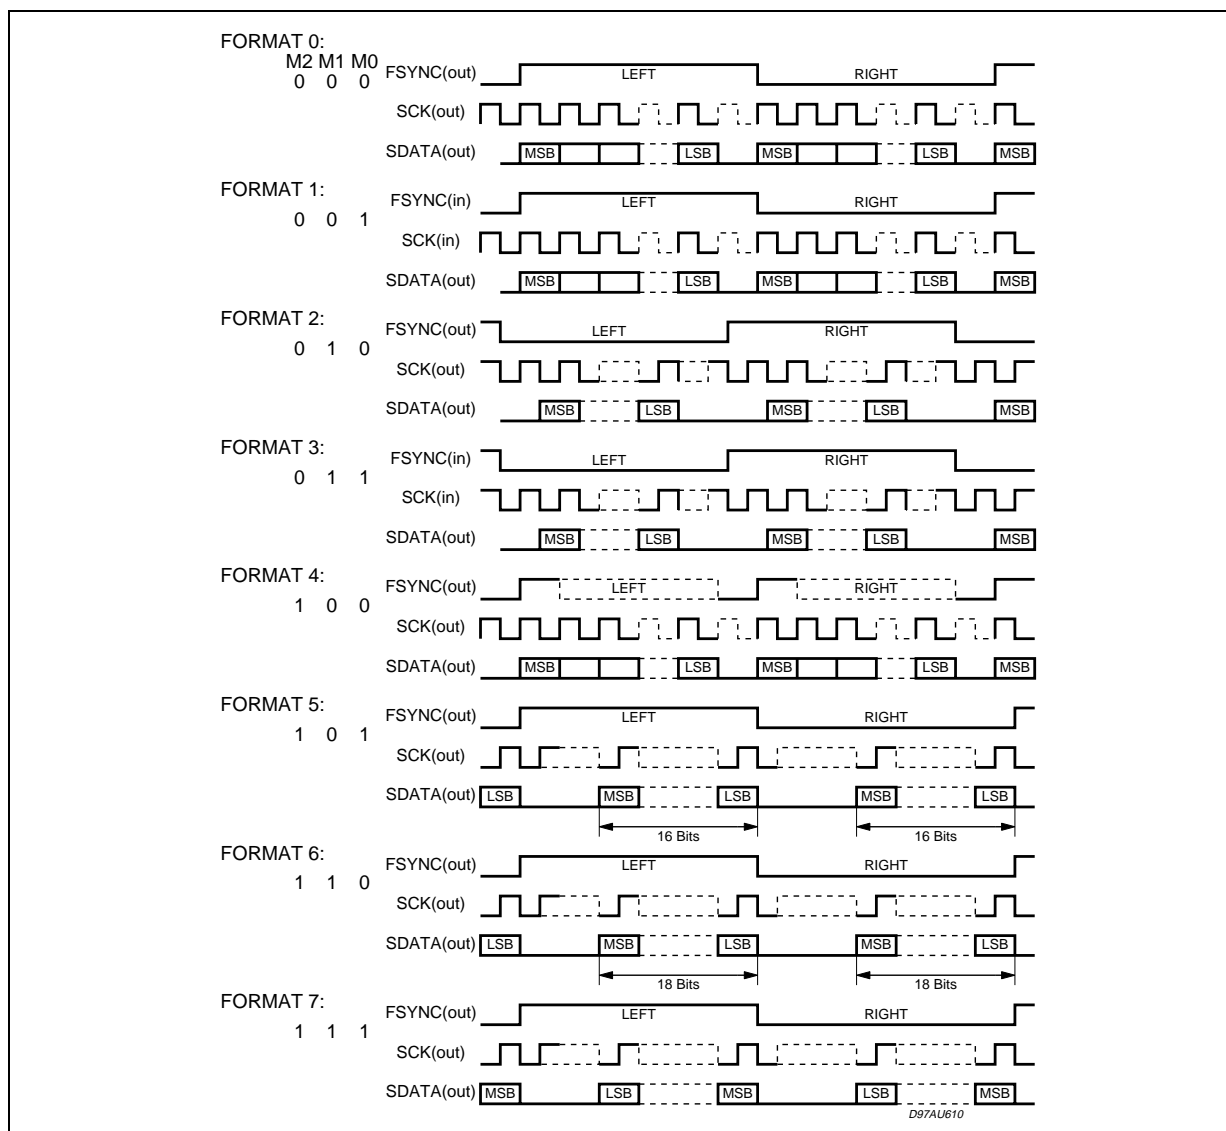 FORMAT 0:
M2 M1 M0
0 0 0
FSYNC(out) LEFT RIGHT
SCK(out)
SDATA(out) MSB LSB MSB LSB MSB
FORMAT 1:
0 0 1
FSYNC(in) LEFT RIGHT
SCK(in)
SDATA(out) MSB LSB MSB LSB MSB
FORMAT 2:
0 1 0
FSYNC(out) LEFT RIGHT
SCK(out)
SDATA(out) MSB LSB MSB LSB MSB
FORMAT 3:
0 1 1
FSYNC(in) LEFT RIGHT
SCK(in)
SDATA(out) MSB LSB MSB LSB MSB
FORMAT 4:
1 0 0
FSYNC(out) LEFT RIGHT
SCK(out)
SDATA(out) MSB LSB MSB LSB MSB
FORMAT 5:
1 0 1
FSYNC(out) LEFT RIGHT
SCK(out)
SDATA(out) LSB MSB LSB MSB LSB
16 Bits 16 Bits
FORMAT 6:
1 1 0
FSYNC(out) LEFT RIGHT
SCK(out)
SDATA(out) LSB MSB LSB MSB LSB
18 Bits 18 Bits
FORMAT 7:
1 1 1
FSYNC(out) LEFT RIGHT
SCK(out)
SDATA(out) MSB LSB MSB LSB MSB
D97AU610